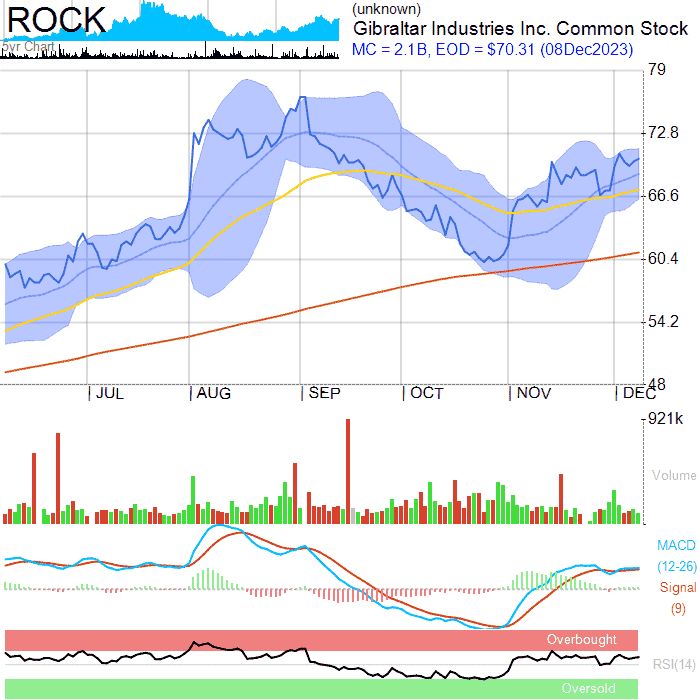 ROCK
5yr Chart
(unknown)
Gibraltar Industries Inc. Common Stock
MC = 2.1B, EOD = $70.31 (08Dec2023)
79
72.8
66.6
60.4
54.2
48
JUL AUG SEP OCT NOV DEC
921k
Volume
MACD
(12-26)
Signal
(9)
Overbought
RSI(14)
Oversold